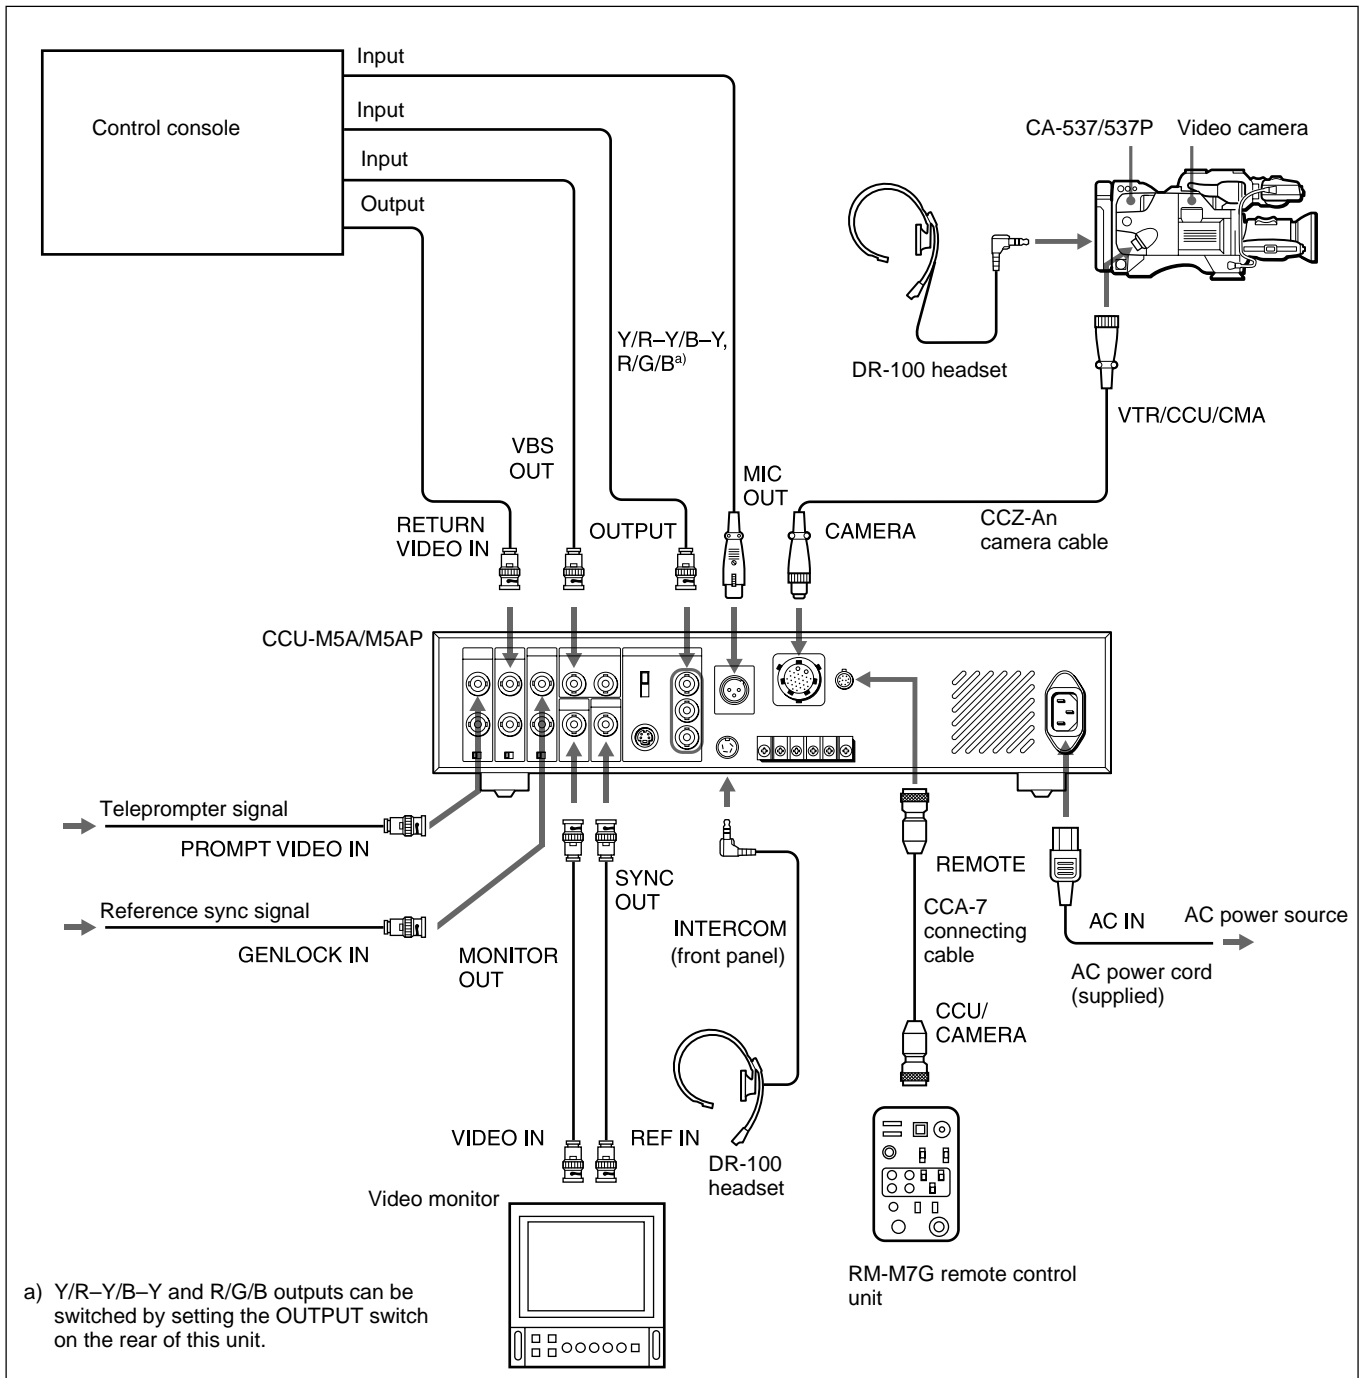 Input
Control console
Input
Input
Output
CA-537/537P
Video camera
DR-100 headset
VTR/CCU/CMA
Y/R–Y/B–Y,
R/G/Ba)
VBS
OUT
MIC
OUT
RETURN
VIDEO IN
OUTPUT
CAMERA
CCZ-An
camera cable
CCU-M5A/M5AP
Teleprompter signal
PROMPT VIDEO IN
Reference sync signal
GENLOCK IN
MONITOR
OUT
SYNC
OUT
INTERCOM
(front panel)
REMOTE
CCA-7
connecting
cable
CCU/
CAMERA
AC IN
AC power source
AC power cord
(supplied)
VIDEO IN
REF IN
DR-100
headset
Video monitor
RM-M7G remote control
unit
a) Y/R–Y/B–Y and R/G/B outputs can be
switched by setting the OUTPUT switch
on the rear of this unit.